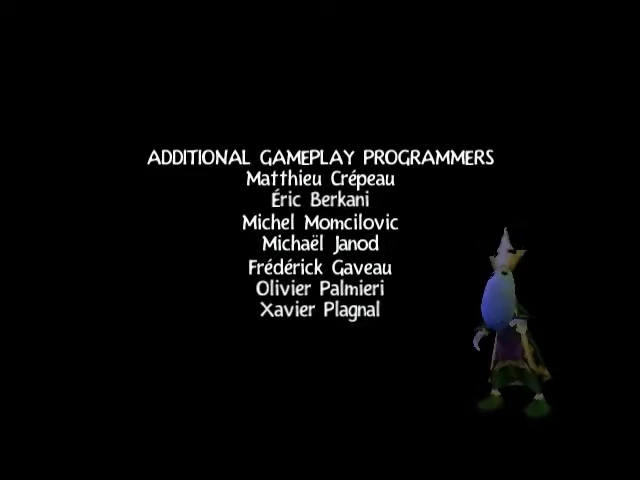 ADDITIONAL GAMEPLAY PROGRAMMERS
Matthieu Crépeau
Éric Berkani
Michel Momcilovic
Michaël Janod
Frédérick Gaveau
Olivier Palmieri
Xavier Plagnal